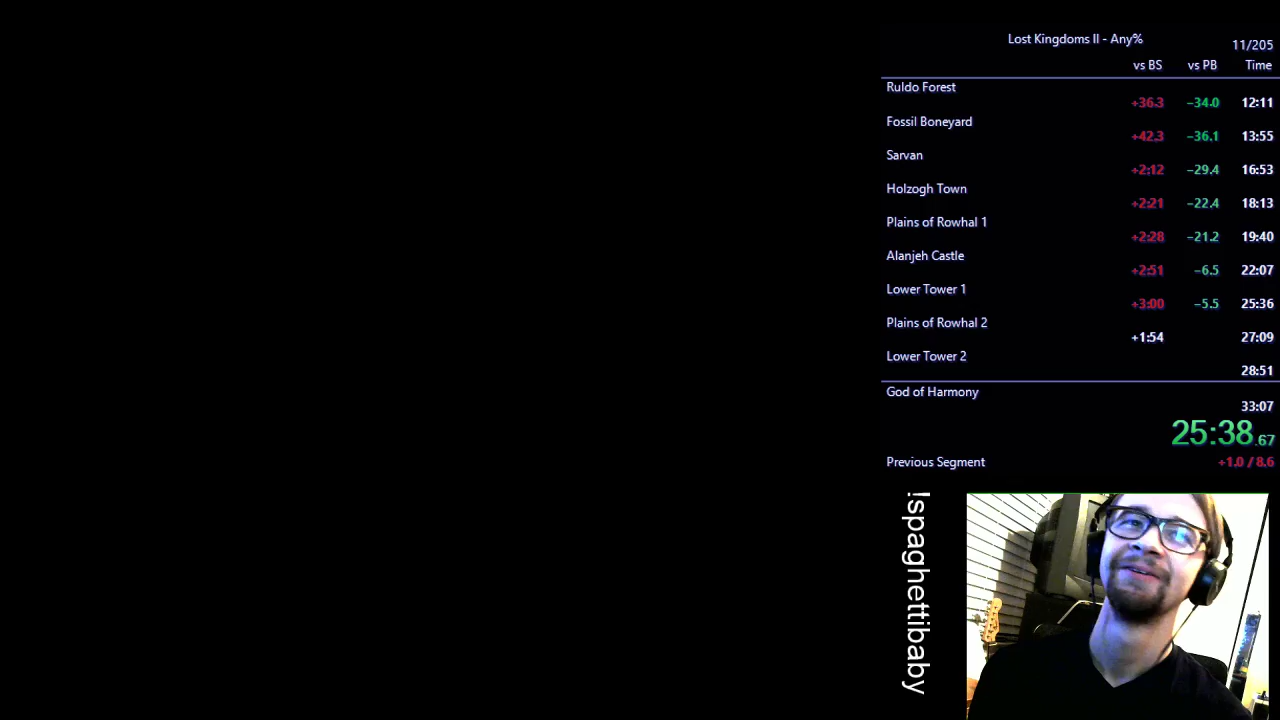 Lost Kingdoms II - Any%
11/205
vs BS vs PB Time
Ruldo Forest
+36.3 −34.0 12:11
Fossil Boneyard
+42.3 −36.1 13:55
Sarvan
+2:12 −29.4 16:53
Holzogh Town
+2:21 −22.4 18:13
Plains of Rowhal 1
+2:28 −21.2 19:40
Alanjeh Castle
+2:51 −6.5 22:07
Lower Tower 1
+3:00 −5.5 25:36
Plains of Rowhal 2
+1:54 27:09
Lower Tower 2
28:51
God of Harmony
33:07
25:38.67
Previous Segment +1.0 / 8.6
!spaghettibaby